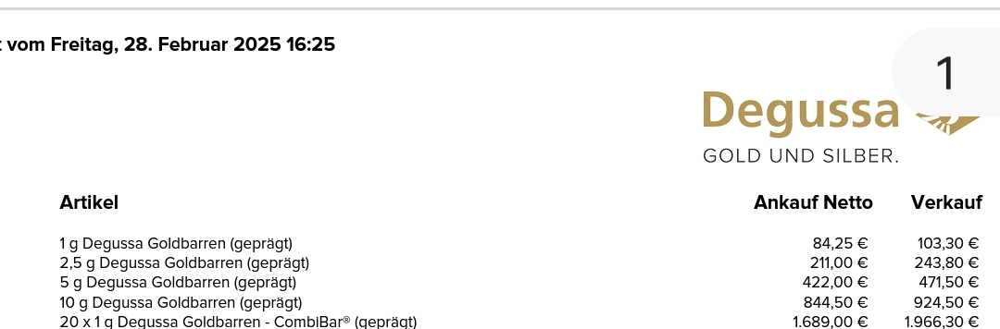 vom Freitag, 28. Februar 2025 16:25
1
Degussa
GOLD UND SILBER.
Artikel Ankauf Netto Verkauf
1 g Degussa Goldbarren (geprägt) 84,25 € 103,30 €
2,5 g Degussa Goldbarren (geprägt) 211,00 € 243,80 €
5 g Degussa Goldbarren (geprägt) 422,00 € 471,50 €
10 g Degussa Goldbarren (geprägt) 844,50 € 924,50 €
20 x 1 g Degussa Goldbarren - CombiBar® (geprägt) 1.689,00 € 1.966,30 €